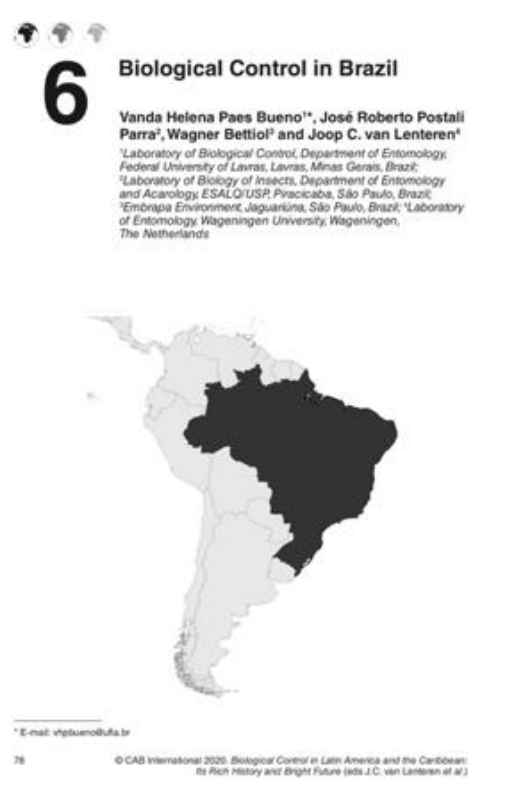 6
Biological Control in Brazil
Vanda Helena Paes Bueno¹*, José Roberto Postali
Parra², Wagner Bettiol³ and Joop C. van Lenteren⁴
¹Laboratory of Biological Control, Department of Entomology,
Federal University of Lavras, Lavras, Minas Gerais, Brazil;
²Laboratory of Biology of Insects, Department of Entomology
and Acarology, ESALQ/USP, Piracicaba, São Paulo, Brazil;
³Embrapa Environment, Jaguariúna, São Paulo, Brazil; ⁴Laboratory
of Entomology, Wageningen University, Wageningen,
The Netherlands
* E-mail: vhpbueno@ufla.br
78 © CAB International 2020. Biological Control in Latin America and the Caribbean:
Its Rich History and Bright Future (eds J.C. van Lenteren et al.)